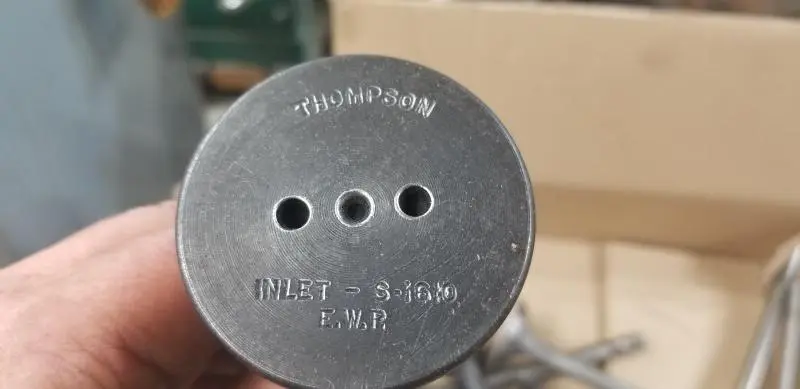 THOMPSON
INLET - S-1610
E.W.P.